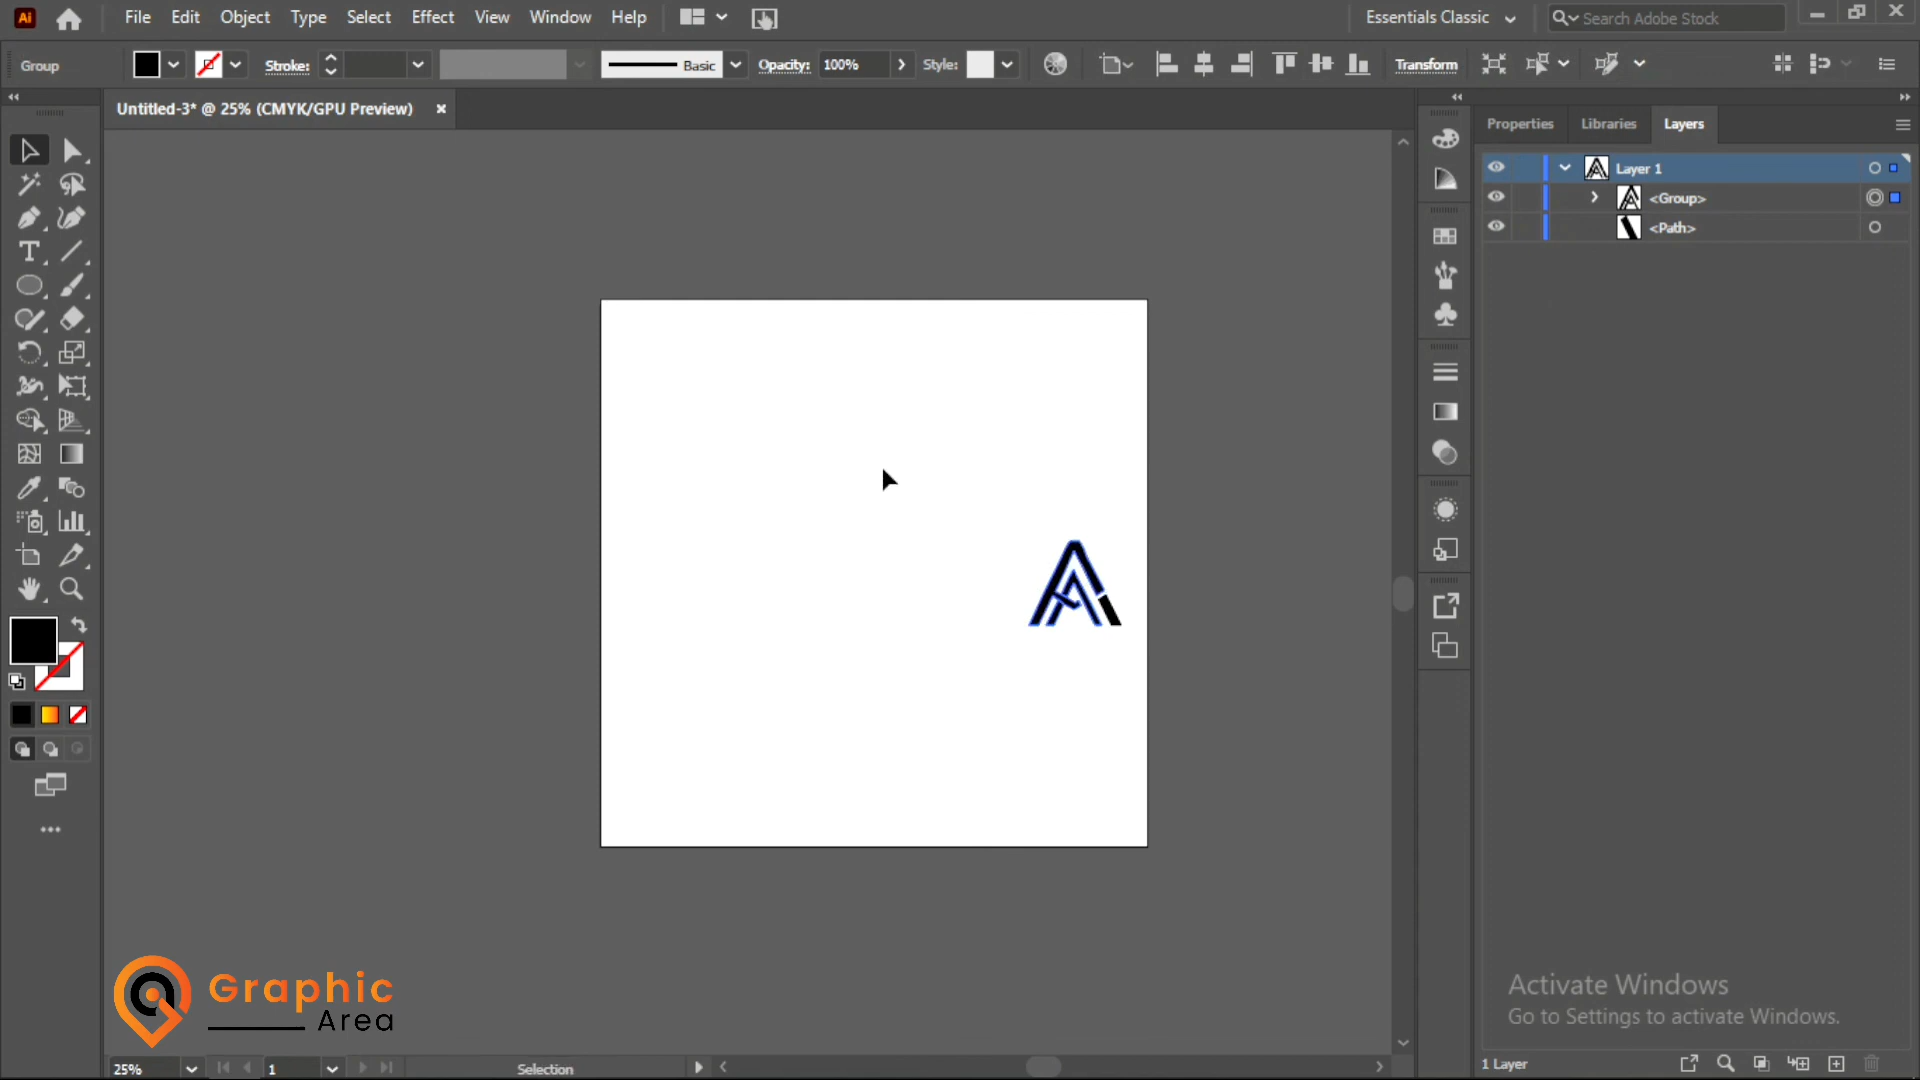 Ai File Edit Object Type Select Effect View Window Help Essentials Classic Search Adobe Stock
Group Stroke: Basic Opacity: 100% Style: Transform
Untitled-3* @ 25% (CMYK/GPU Preview)
Properties Libraries Layers
Layer 1
<Group>
<Path>
Graphic
Area
Activate Windows
Go to Settings to activate Windows.
25% 1 Selection
1 Layer